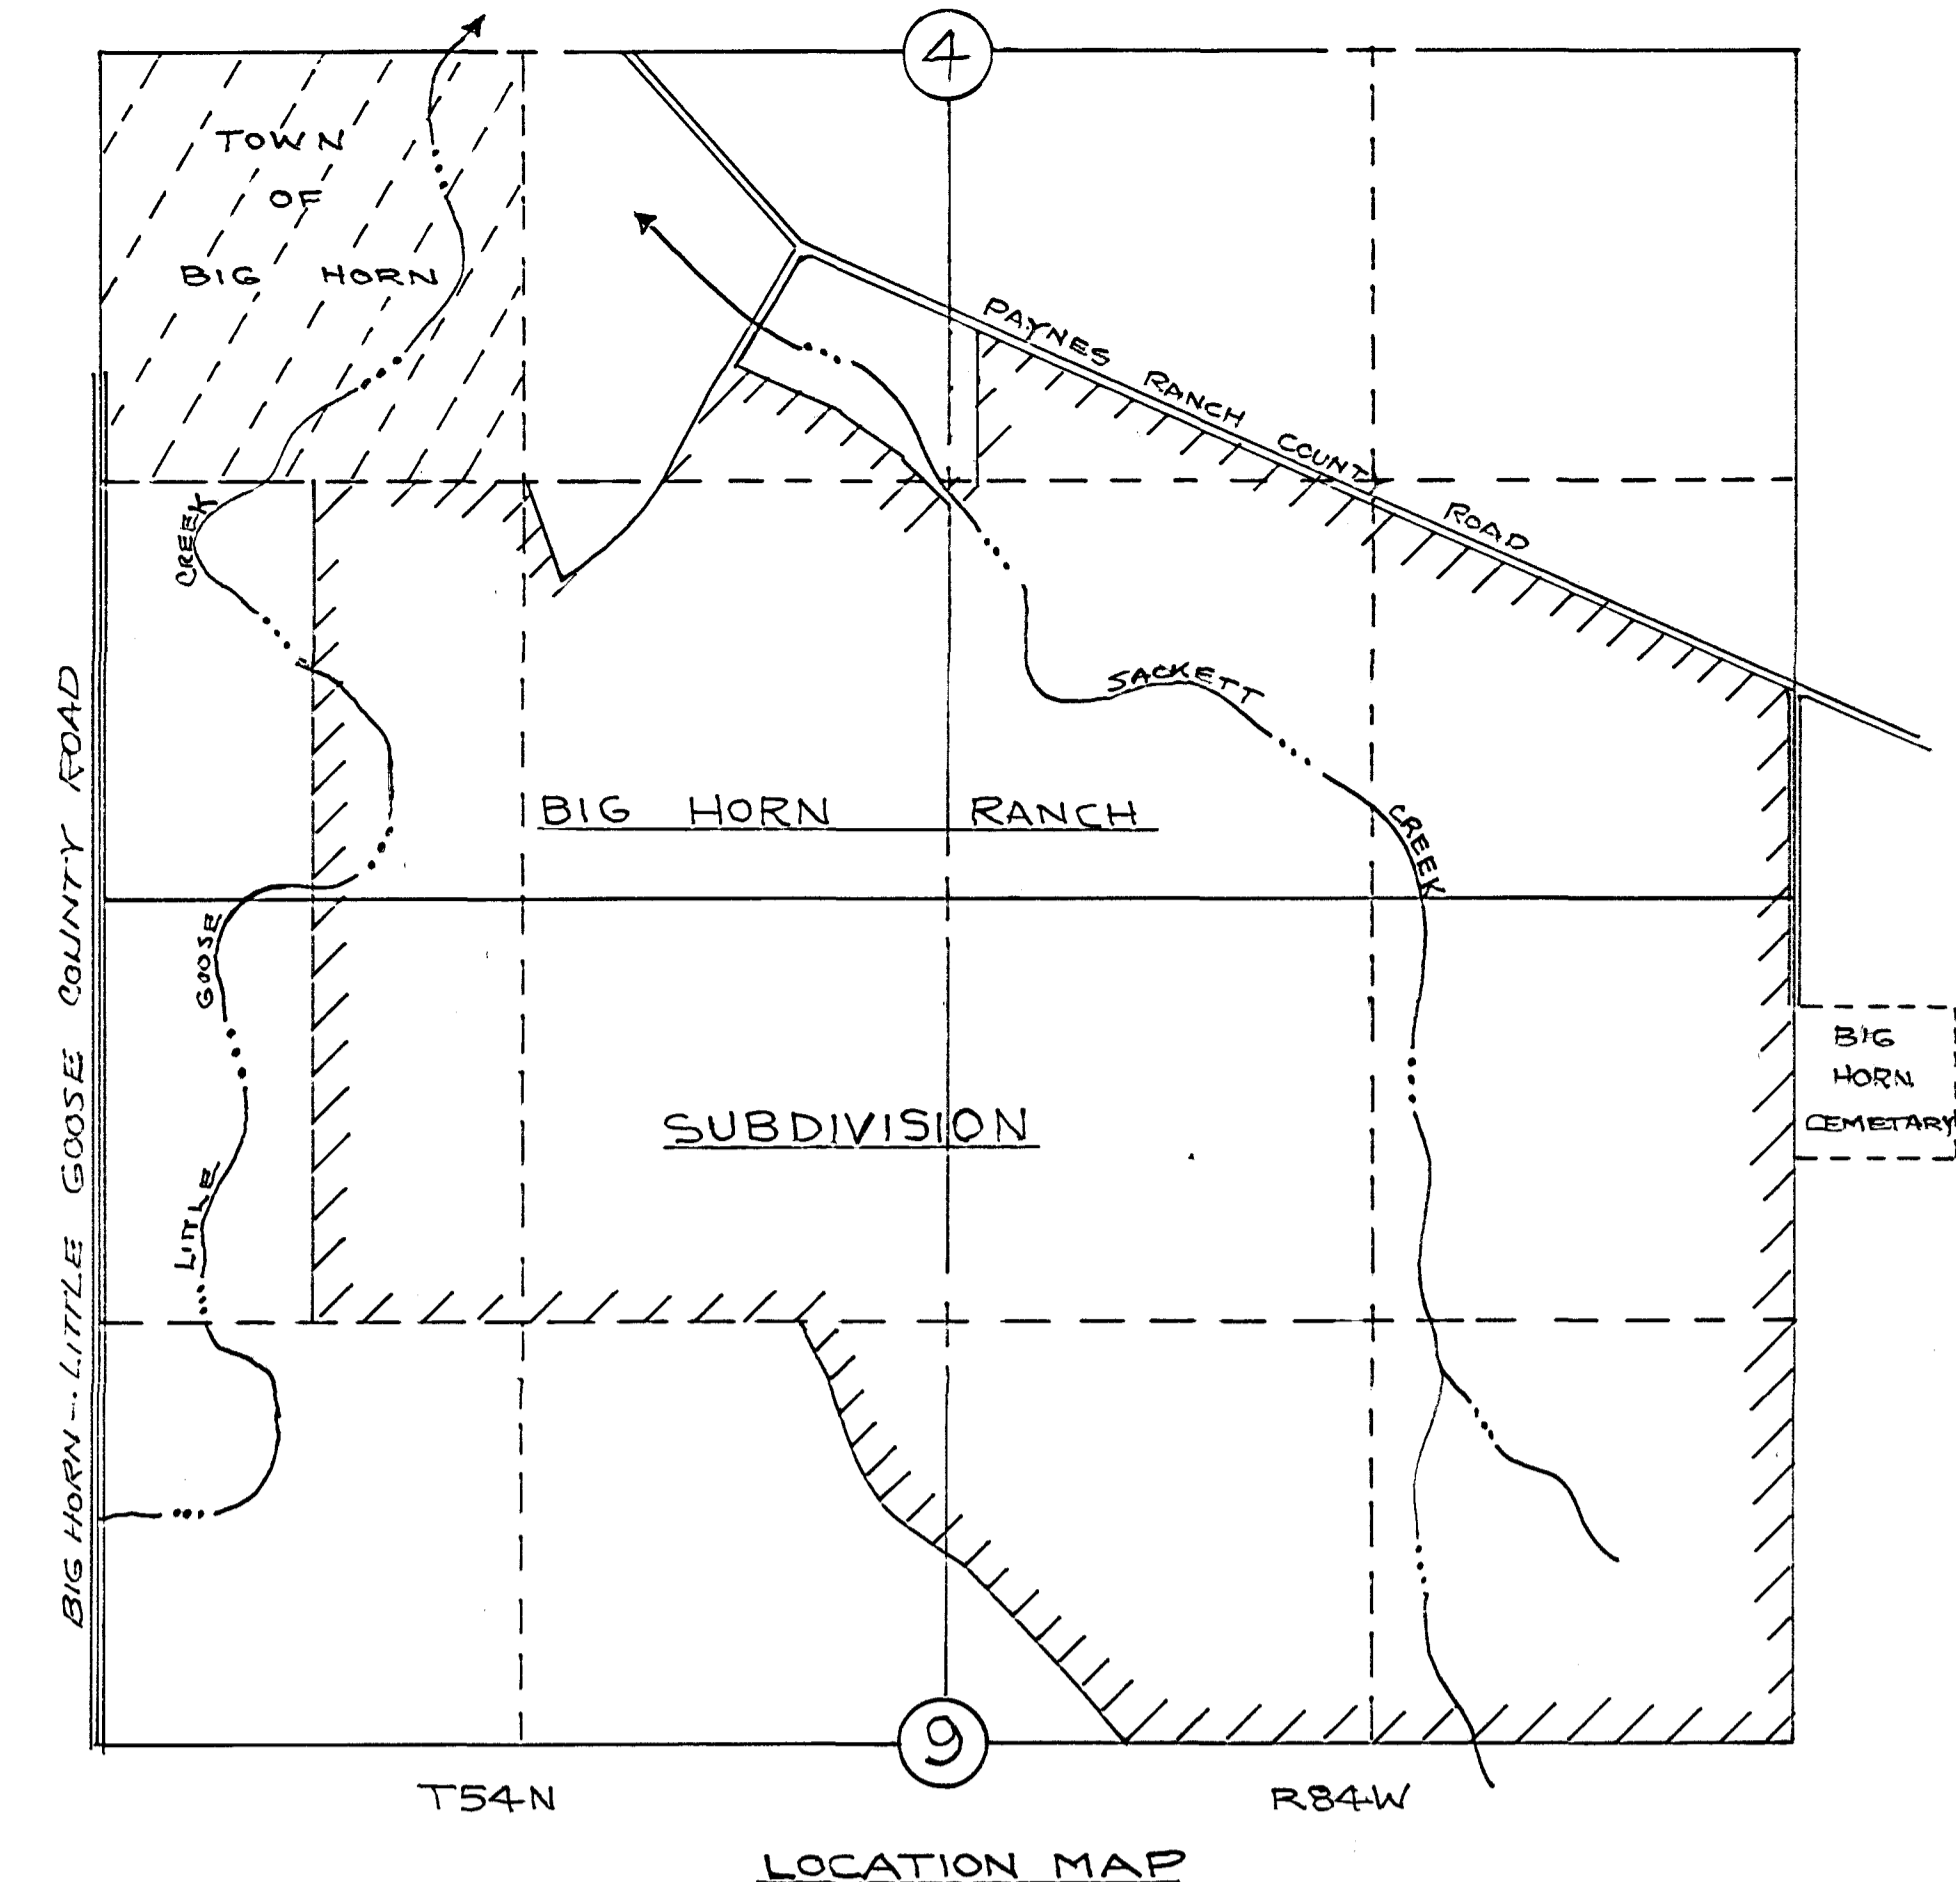 4
TOWN
OF
BIG HORN
PAYNES RANCH COUNTY ROAD
CREEK
SACKETT
CREEK
BIG HORN RANCH
GOOSE
BIG
HORN
CEMETARY
SUBDIVISION
LITTLE
BIG HORN - LITTLE GOOSE COUNTY ROAD
9
T54N R84W
LOCATION MAP